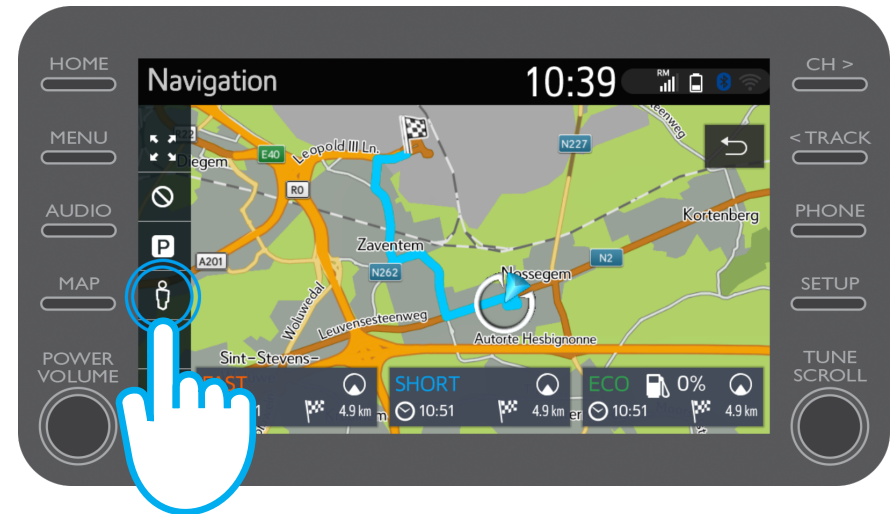 HOME
MENU
AUDIO
MAP
POWER
VOLUME
Navigation
10:39
RM
CH >
< TRACK
PHONE
SETUP
TUNE
SCROLL
E40
Leopold III Ln.
N227
R0
A201
Zaventem
N262
Kortenberg
N2
Nossegem
Woluwedal
Leuvensesteenweg
Autorte Hesbignonne
Sint-Stevens-
P
FAST
4.9 km
SHORT
10:51
4.9 km
ECO
0%
10:51
4.9 km